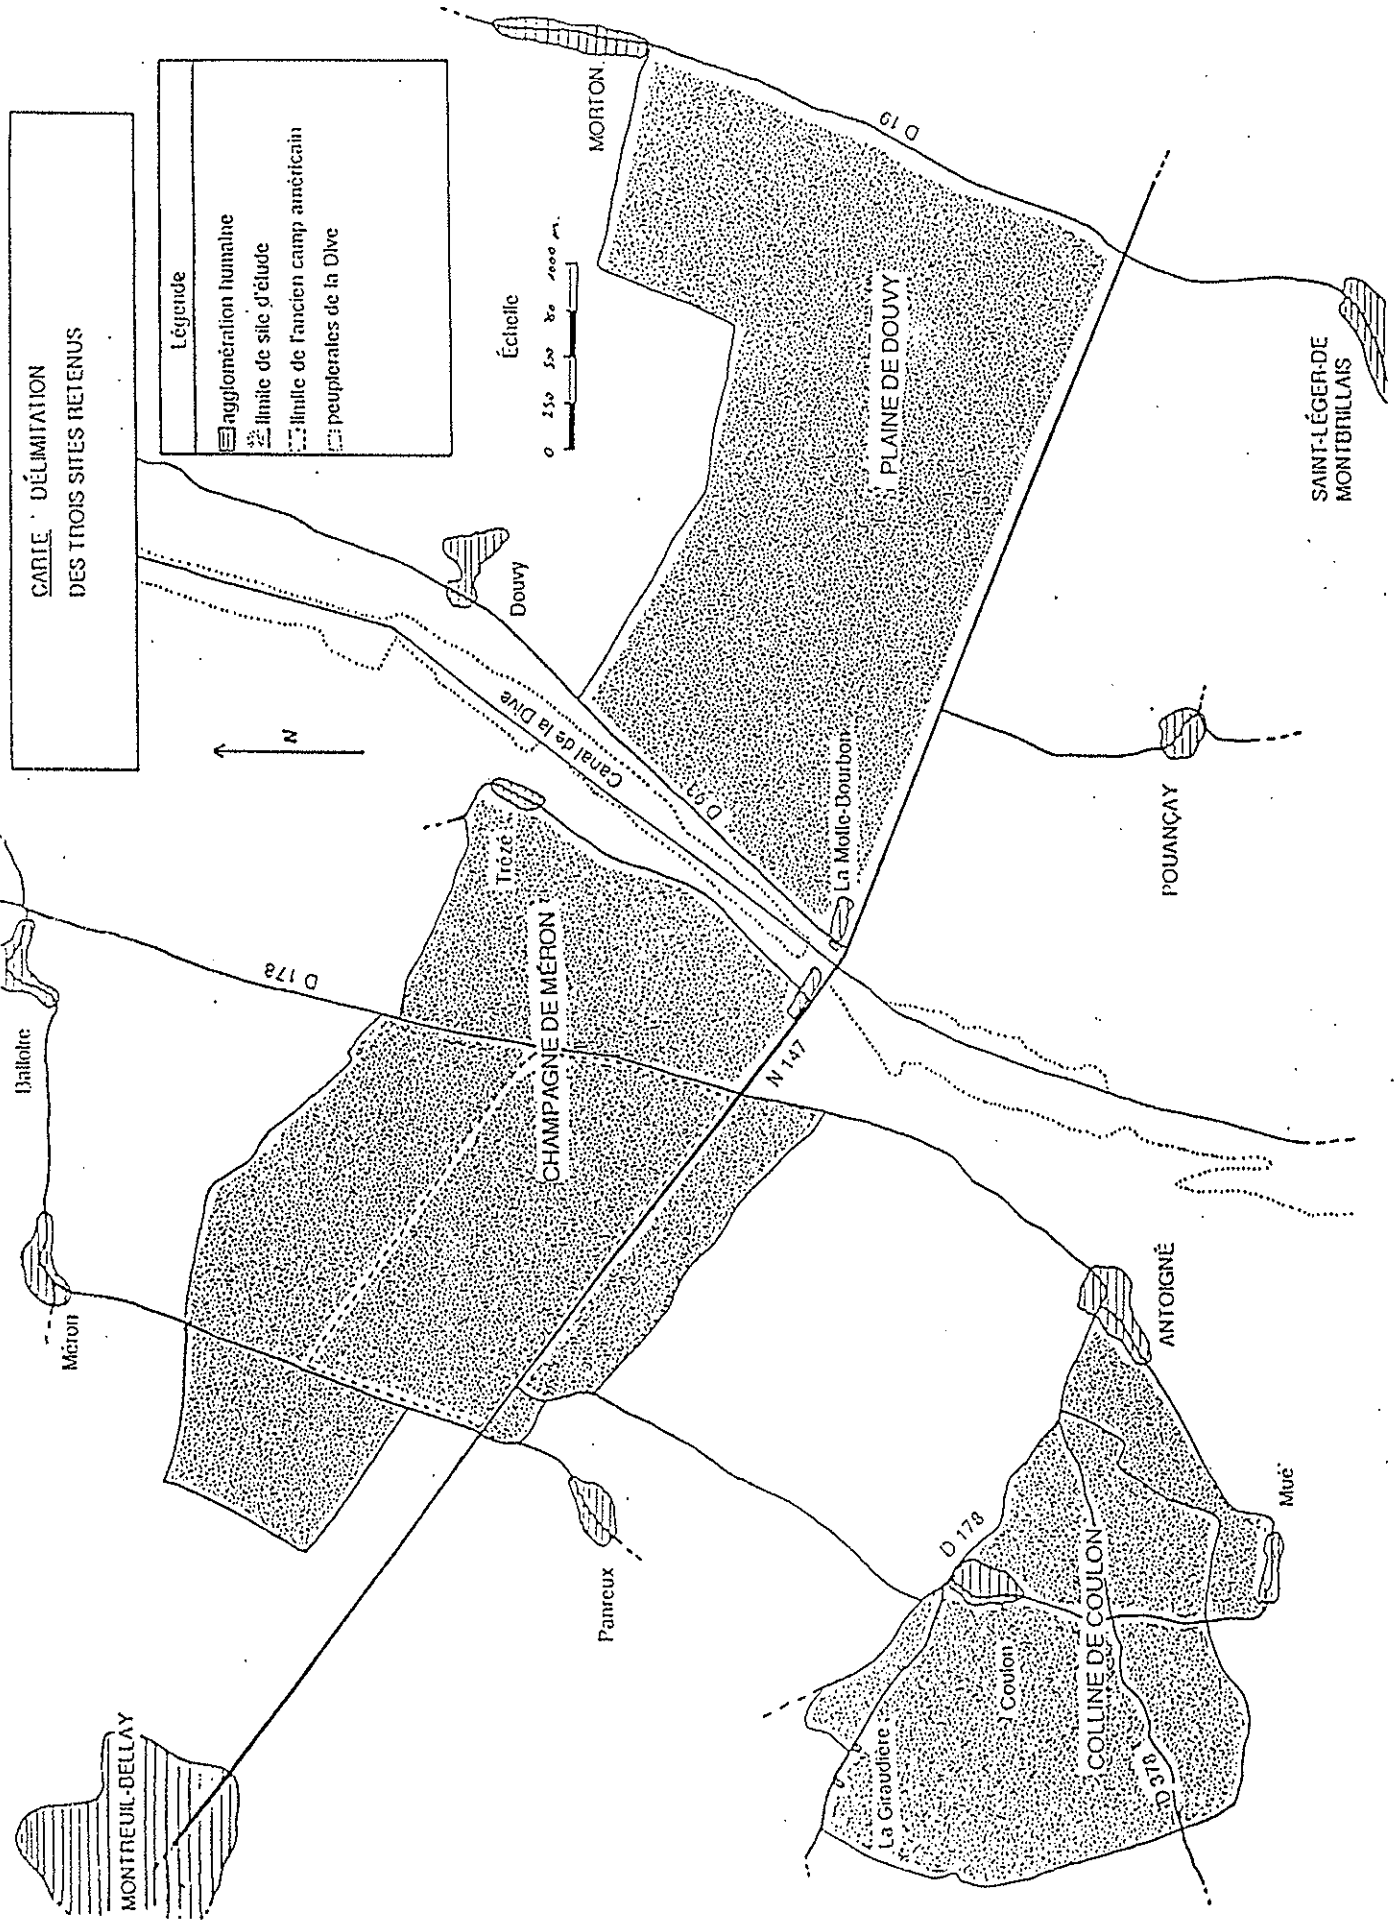 CARTE ' DÉLIMITATION
DES TROIS SITES RETENUS
Légende
agglomération humaine
limite de site d'étude
limite de l'ancien camp américain
peupleraies de la Dive
N
Échelle
0 250 500 750 1000 m.
MONTREUIL-BELLAY
Méron
Balloire
D 178
Panreux
CHAMPAGNE DE MÉRON
Trézé
N 147
Canal de la Dive
D 93
Douvy
La Motte-Bourbon
MORTON
D 19
PLAINE DE DOUVY
La Giraudière
Coulon
D 178
COLLINE DE COULON
D 378
Mué
ANTOIGNÉ
POUANÇAY
SAINT-LÉGER-DE
MONTBRILLAIS